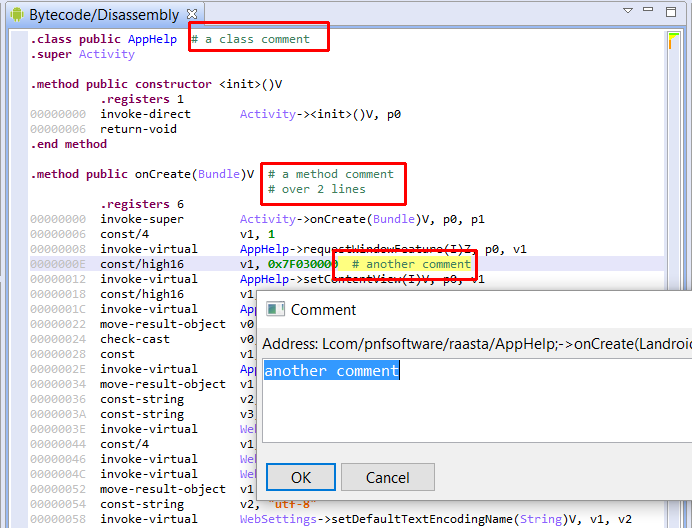 Bytecode/Disassembly
.class public AppHelp # a class comment
.super Activity
.method public constructor <init>()V
.registers 1
00000000 invoke-direct Activity-><init>()V, p0
00000006 return-void
.end method
.method public onCreate(Bundle)V # a method comment
# over 2 lines
.registers 6
00000000 invoke-super Activity->onCreate(Bundle)V, p0, p1
00000006 const/4 v1, 1
00000008 invoke-virtual AppHelp->requestWindowFeature(I)Z, p0, v1
0000000E const/high16 v1, 0x7F030000 # another comment
00000012 invoke-virtual AppHelp->setContentView(I)V, p0, v1
00000018 const/high16 v1
0000001C invoke-virtual App
00000022 move-result-object v0
00000024 check-cast v0
00000028 const v1
0000002E invoke-virtual App
00000034 move-result-object v1
00000036 const-string v2
0000003A const-string v3
0000003E invoke-virtual Web
00000044 const/4 v1
00000046 invoke-virtual Web
0000004C invoke-virtual Web
00000052 move-result-object v1
00000054 const-string v2, "utf-8"
00000058 invoke-virtual WebSettings->setDefaultTextEncodingName(String)V, v1, v2
Comment
Address: Lcom/pnfsoftware/raasta/AppHelp;->onCreate(Landroid
another comment
OK Cancel